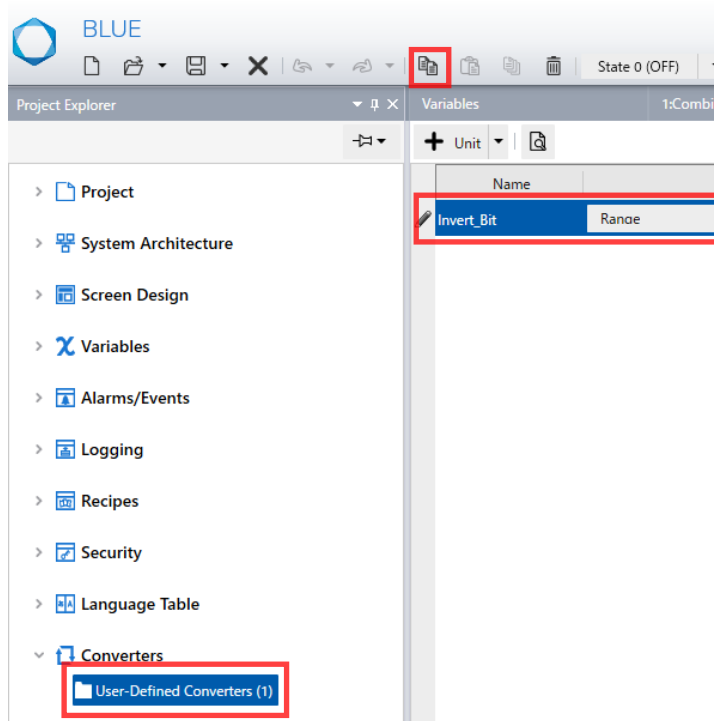 BLUE
State 0 (OFF)
Project Explorer
Variables
1:Combi
Unit
Name
Invert_Bit
Range
Project
System Architecture
Screen Design
Variables
Alarms/Events
Logging
Recipes
Security
Language Table
Converters
User-Defined Converters (1)